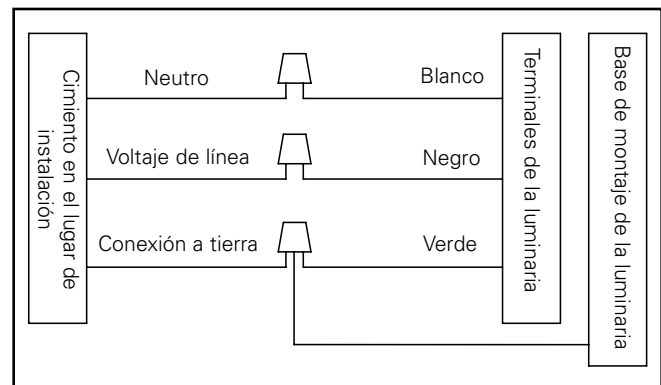 Cimiento en el lugar de
instalación
Neutro
Blanco
Voltaje de línea
Negro
Conexión a tierra
Verde
Terminales de la luminaria
Base de montaje de la luminaria